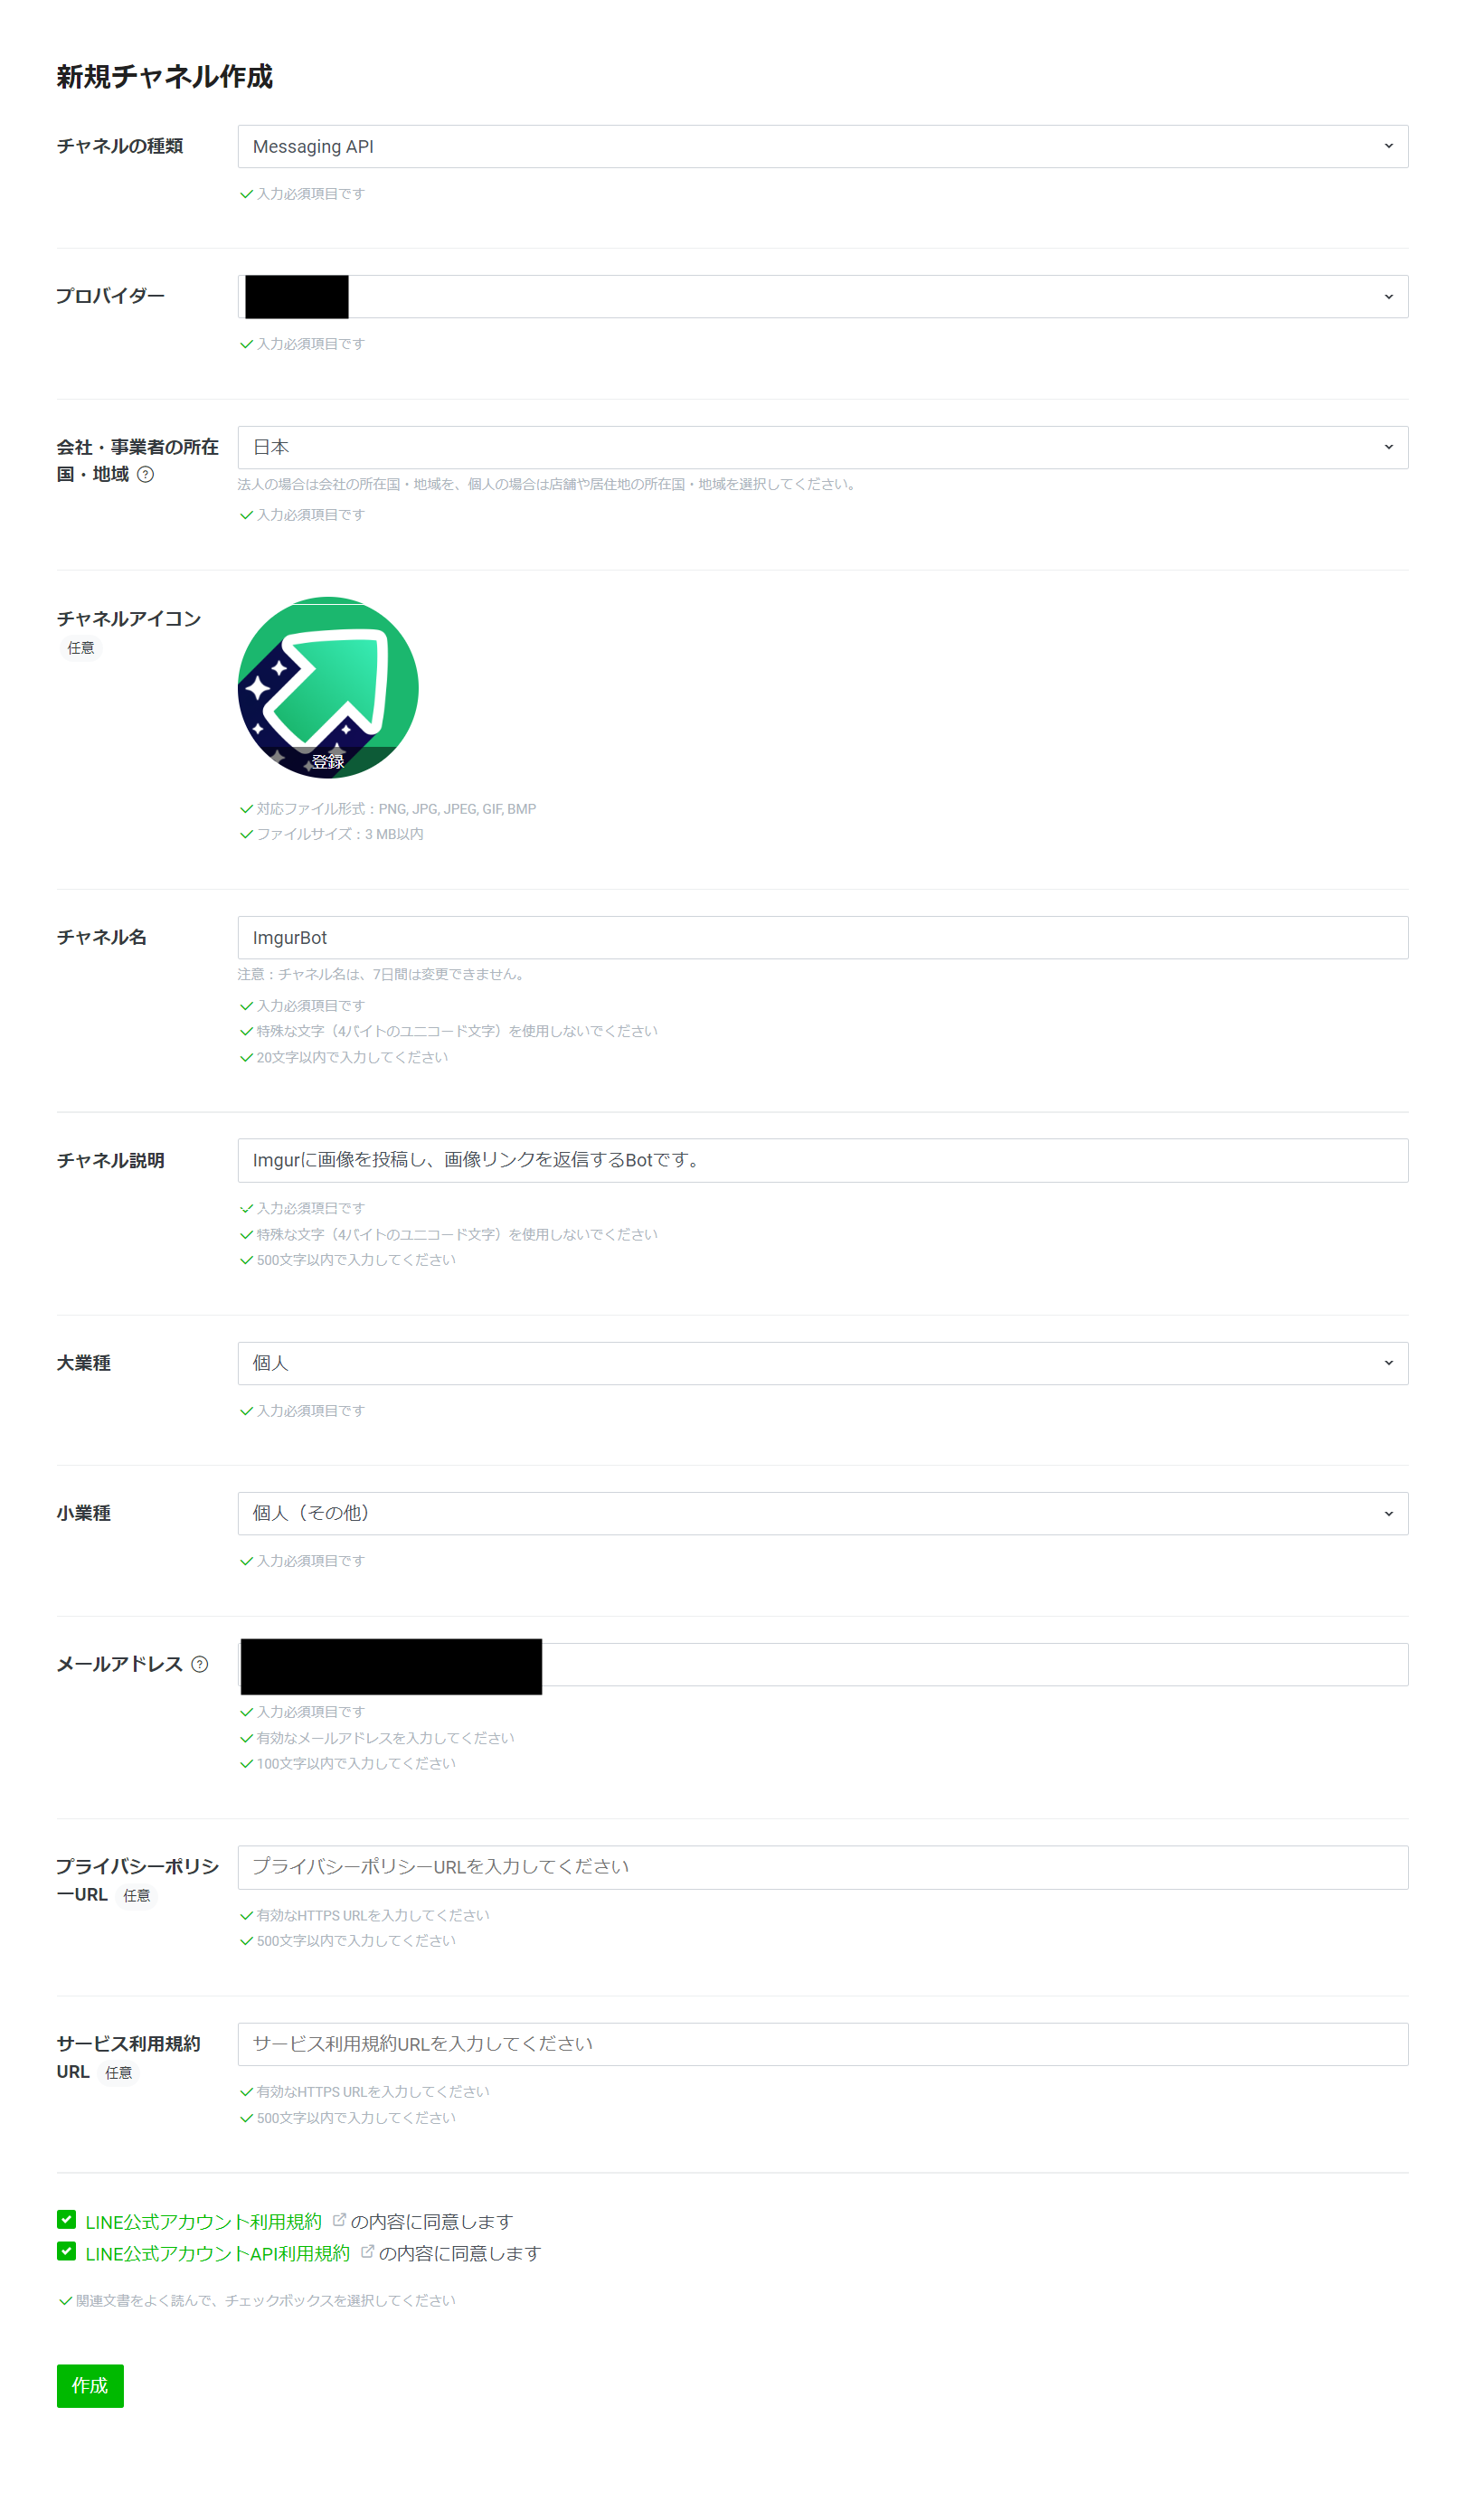 新規チャネル作成
チャネルの種類
Messaging API
入力必須項目です
プロバイダー
入力必須項目です
会社・事業者の所在
国・地域
日本
法人の場合は会社の所在国・地域を、個人の場合は店舗や居住地の所在国・地域を選択してください。
入力必須項目です
チャネルアイコン
任意
登録
対応ファイル形式：PNG, JPG, JPEG, GIF, BMP
ファイルサイズ：3 MB以内
チャネル名
ImgurBot
注意：チャネル名は、7日間は変更できません。
入力必須項目です
特殊な文字（4バイトのユニコード文字）を使用しないでください
20文字以内で入力してください
チャネル説明
Imgurに画像を投稿し、画像リンクを返信するBotです。
入力必須項目です
特殊な文字（4バイトのユニコード文字）を使用しないでください
500文字以内で入力してください
大業種
個人
入力必須項目です
小業種
個人（その他）
入力必須項目です
メールアドレス
入力必須項目です
有効なメールアドレスを入力してください
100文字以内で入力してください
プライバシーポリシ
ーURL 任意
プライバシーポリシーURLを入力してください
有効なHTTPS URLを入力してください
500文字以内で入力してください
サービス利用規約
URL 任意
サービス利用規約URLを入力してください
有効なHTTPS URLを入力してください
500文字以内で入力してください
LINE公式アカウント利用規約 の内容に同意します
LINE公式アカウントAPI利用規約 の内容に同意します
関連文書をよく読んで、チェックボックスを選択してください
作成